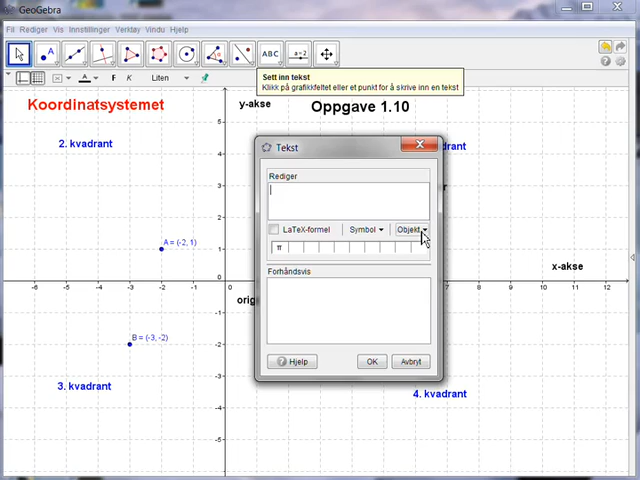 GeoGebra
Fil Rediger Vis Innstillinger Verktøy Vindu Hjelp
A ABC a = 2
A F K Liten
Sett inn tekst
Klikk på grafikkfeltet eller et punkt for å skrive inn en tekst
Koordinatsystemet
y-akse
Oppgave 1.10
2. kvadrant
Tekst
Rediger
LaTeX-formel Symbol Objekt
π
Forhåndsvis
Hjelp OK Avbryt
A = (-2, 1)
B = (-3, -2)
x-akse
3. kvadrant
4. kvadrant
5
4
3
2
1
0
-6 -5 -4 -3 -2 -1 0 7 8 9 10 11 12
-1
-2
-3
-4
-5